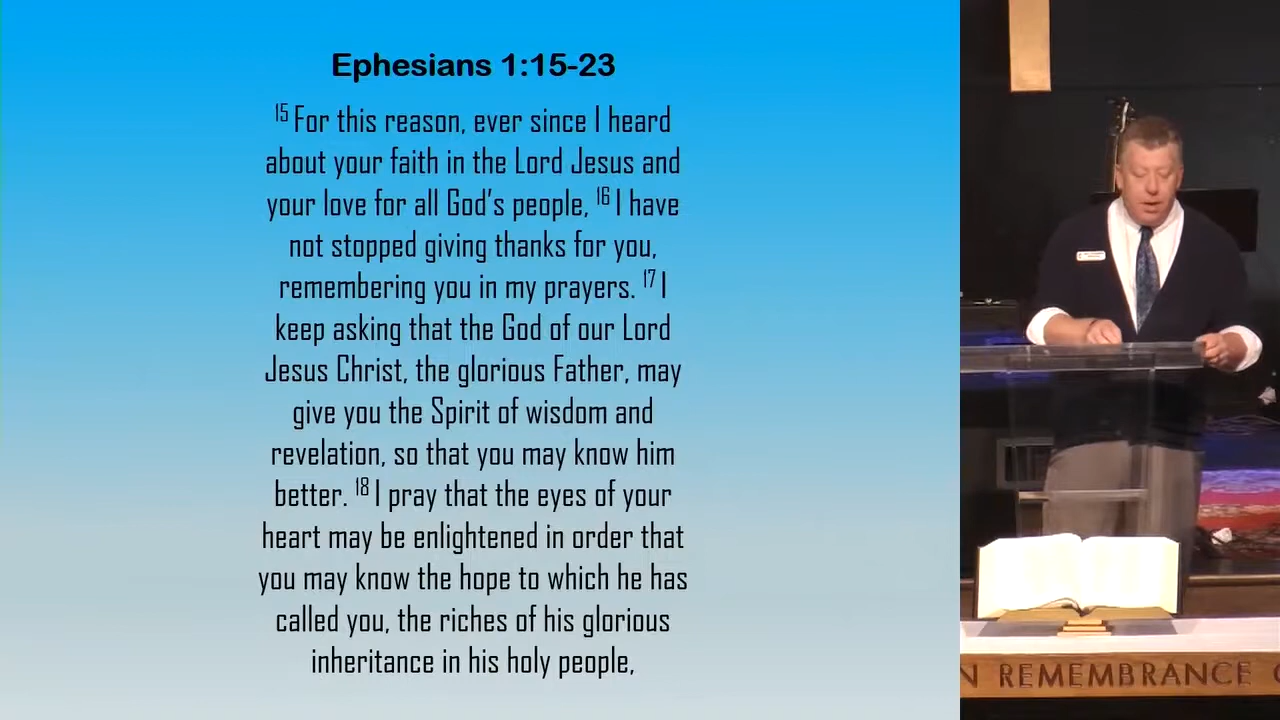 Ephesians 1:15-23
15 For this reason, ever since I heard
about your faith in the Lord Jesus and
your love for all God's people, 16 I have
not stopped giving thanks for you,
remembering you in my prayers. 17 I
keep asking that the God of our Lord
Jesus Christ, the glorious Father, may
give you the Spirit of wisdom and
revelation, so that you may know him
better. 18 I pray that the eyes of your
heart may be enlightened in order that
you may know the hope to which he has
called you, the riches of his glorious
inheritance in his holy people,
REMEMBRANCE